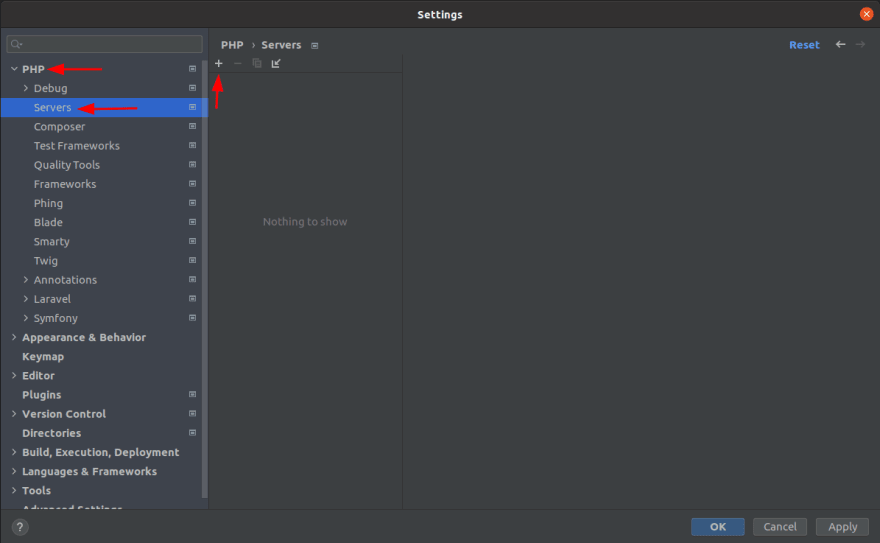 Settings
PHP › Servers
Reset
PHP
Debug
Servers
Composer
Test Frameworks
Quality Tools
Frameworks
Phing
Blade
Smarty
Twig
Annotations
Laravel
Symfony
Appearance & Behavior
Keymap
Editor
Plugins
Version Control
Directories
Build, Execution, Deployment
Languages & Frameworks
Tools
Advanced Settings
Nothing to show
?
OK
Cancel
Apply